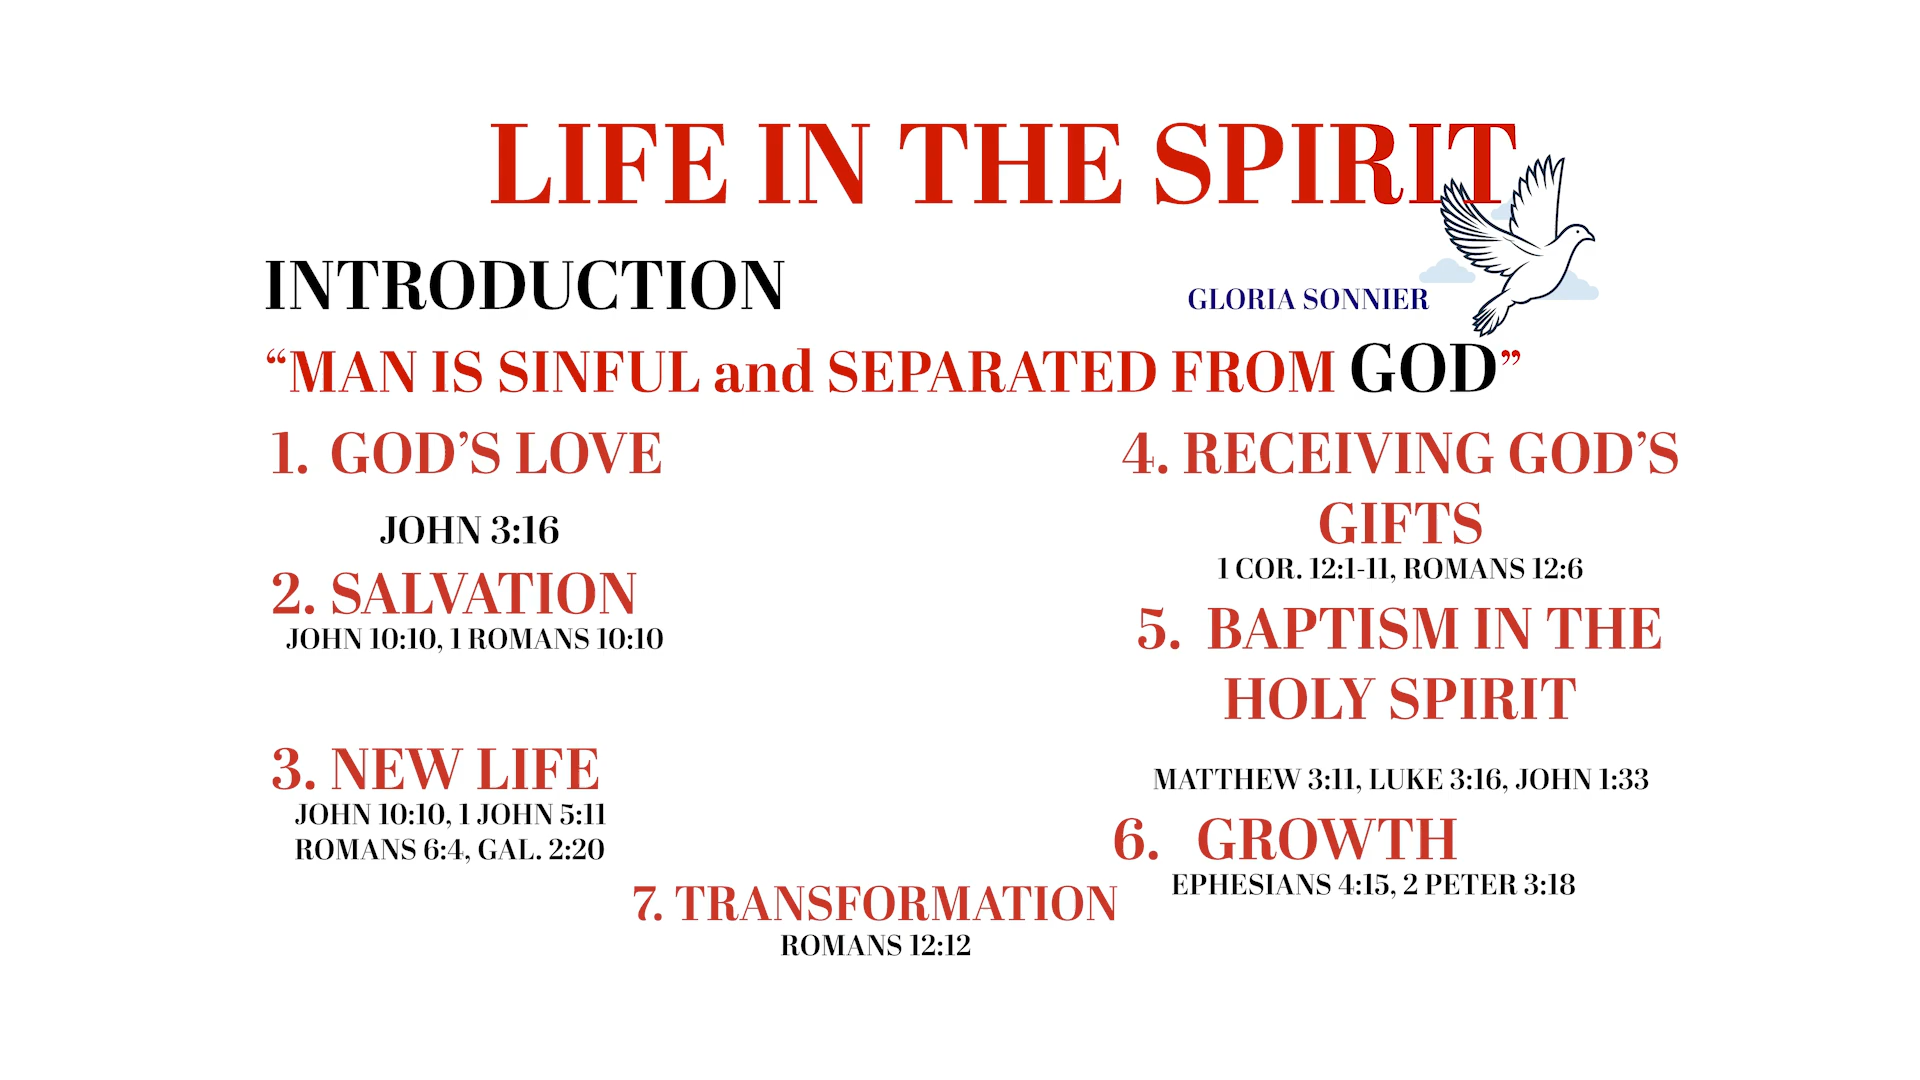 LIFE IN THE SPIRIT
INTRODUCTION
GLORIA SONNIER
“MAN IS SINFUL and SEPARATED FROM GOD”
1. GOD’S LOVE
JOHN 3:16
2. SALVATION
JOHN 10:10, 1 ROMANS 10:10
3. NEW LIFE
JOHN 10:10, 1 JOHN 5:11
ROMANS 6:4, GAL. 2:20
4. RECEIVING GOD’S
GIFTS
1 COR. 12:1-11, ROMANS 12:6
5. BAPTISM IN THE
HOLY SPIRIT
MATTHEW 3:11, LUKE 3:16, JOHN 1:33
6. GROWTH
EPHESIANS 4:15, 2 PETER 3:18
7. TRANSFORMATION
ROMANS 12:12